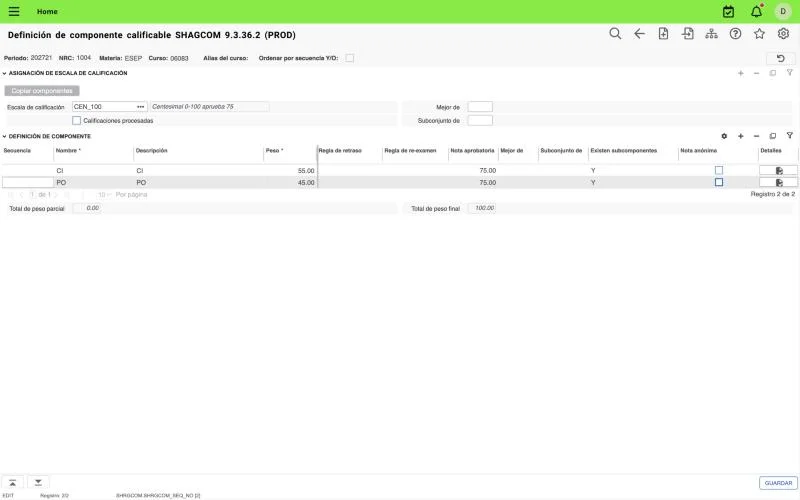 Home
D
Definición de componente calificable SHAGCOM 9.3.36.2 (PROD)
Periodo: 202721 NRC: 1004 Materia: ESEP Curso: 06083 Alias del curso: Ordenar por secuencia Y/O:
ASIGNACIÓN DE ESCALA DE CALIFICACIÓN
Copiar componentes
Escala de calificación CEN_100 Centesimal 0-100 aprueba 75 Mejor de
Calificaciones procesadas Subconjunto de
DEFINICIÓN DE COMPONENTE
Secuencia Nombre * Descripción Peso * Regla de retraso Regla de re-examen Nota aprobatoria Mejor de Subconjunto de Existen subcomponentes Nota anónima Detalles
CI CI 55.00 75.00 Y
PO PO 45.00 75.00 Y
1 de 1 10 Por página Registro 2 de 2
Total de peso parcial 0.00 Total de peso final 100.00
GUARDAR
EDIT Registro: 2/2 SHRGCOM.SHRGCOM_SEQ_NO [2]